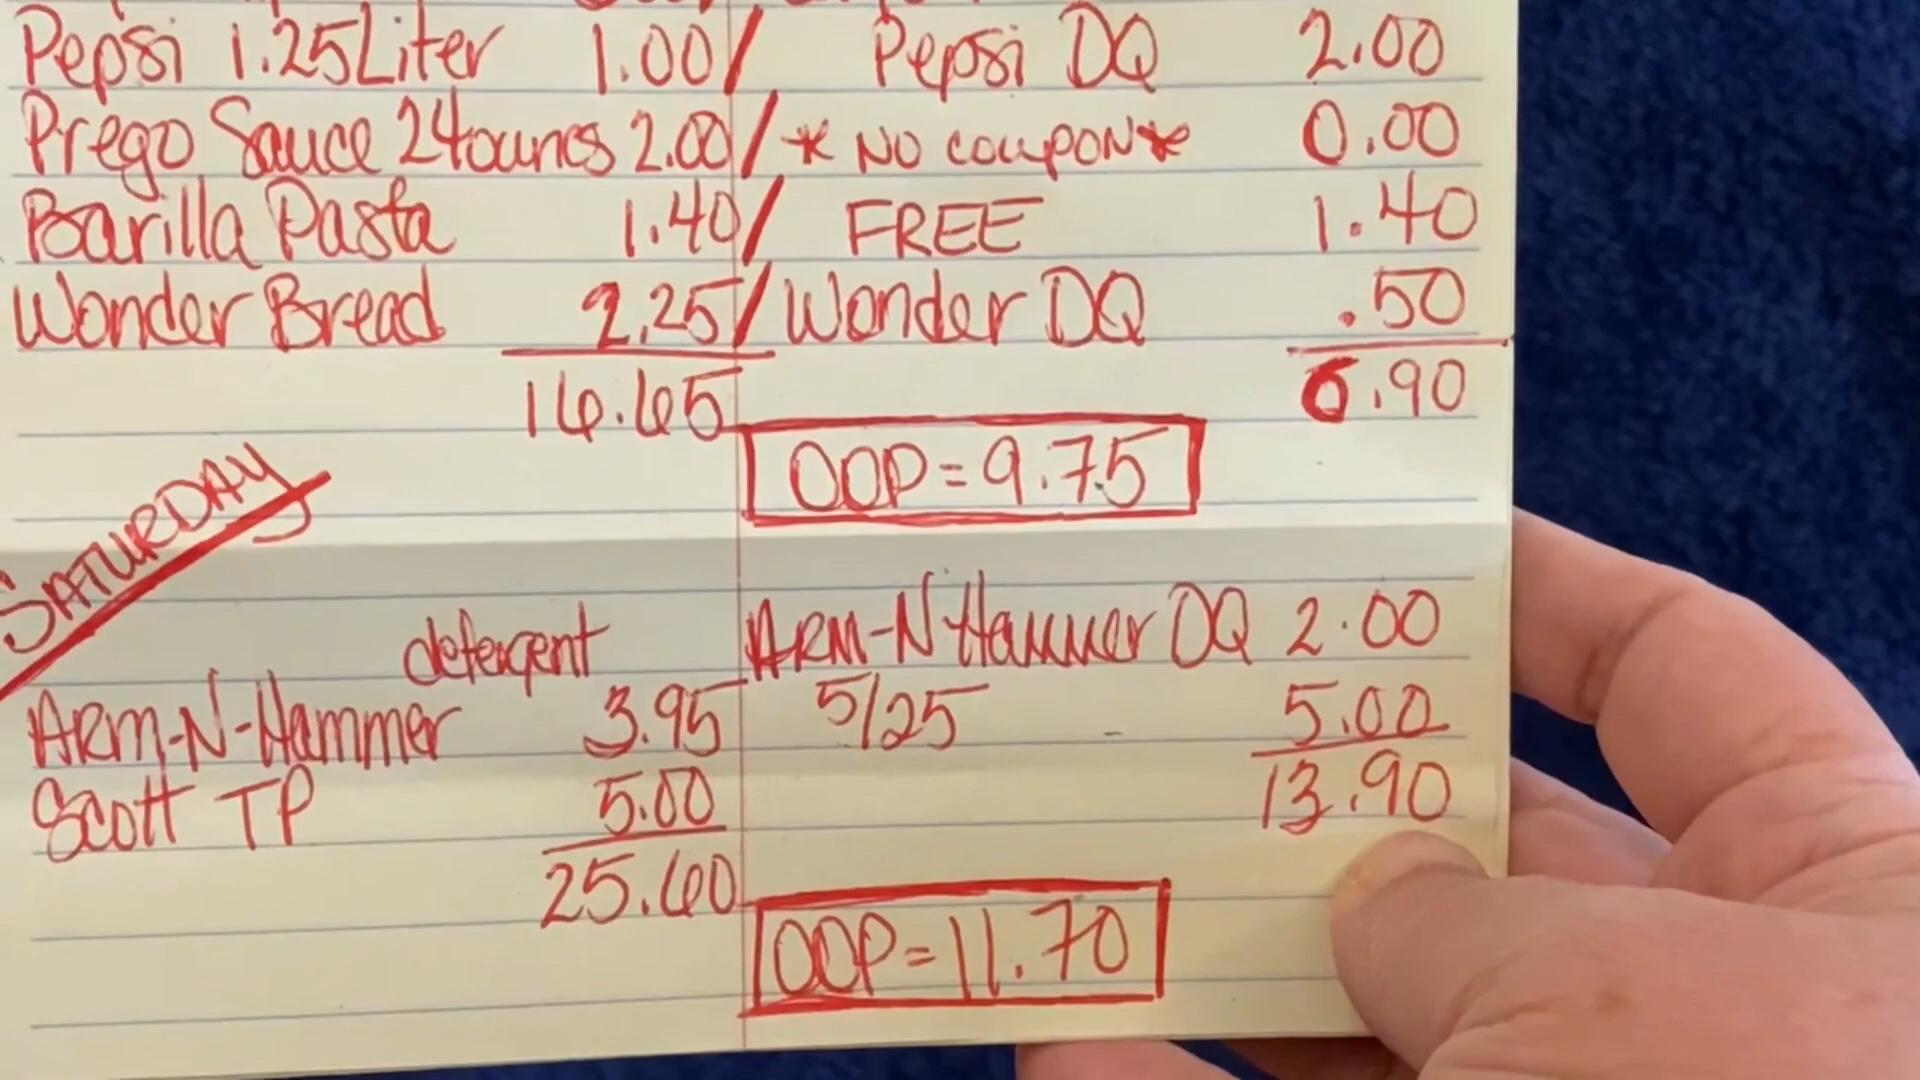 Pepsi 1.25Liter 1.00 / Pepsi DQ 2.00
Prego Sauce 24ounces 2.00 / * NO COUPON * 0.00
Barilla Pasta 1.40 / FREE 1.40
Wonder Bread 2.25 / Wonder DQ .50
16.65 6.90
OOP = 9.75
SATURDAY
detergent ARM-N-Hammer DQ 2.00
ARM-N-Hammer 3.95 5/25 5.00
Scott TP 5.00 13.90
25.60
OOP = 11.70